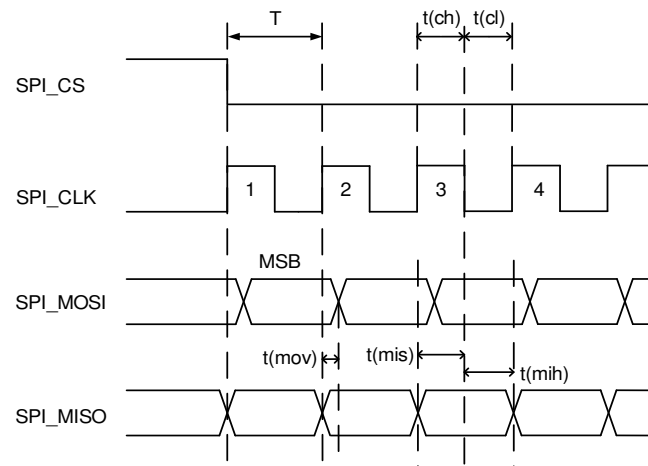 T
t(ch) t(cl)
SPI_CS
SPI_CLK
1 2 3 4
MSB
SPI_MOSI
t(mov) t(mis) t(mih)
SPI_MISO